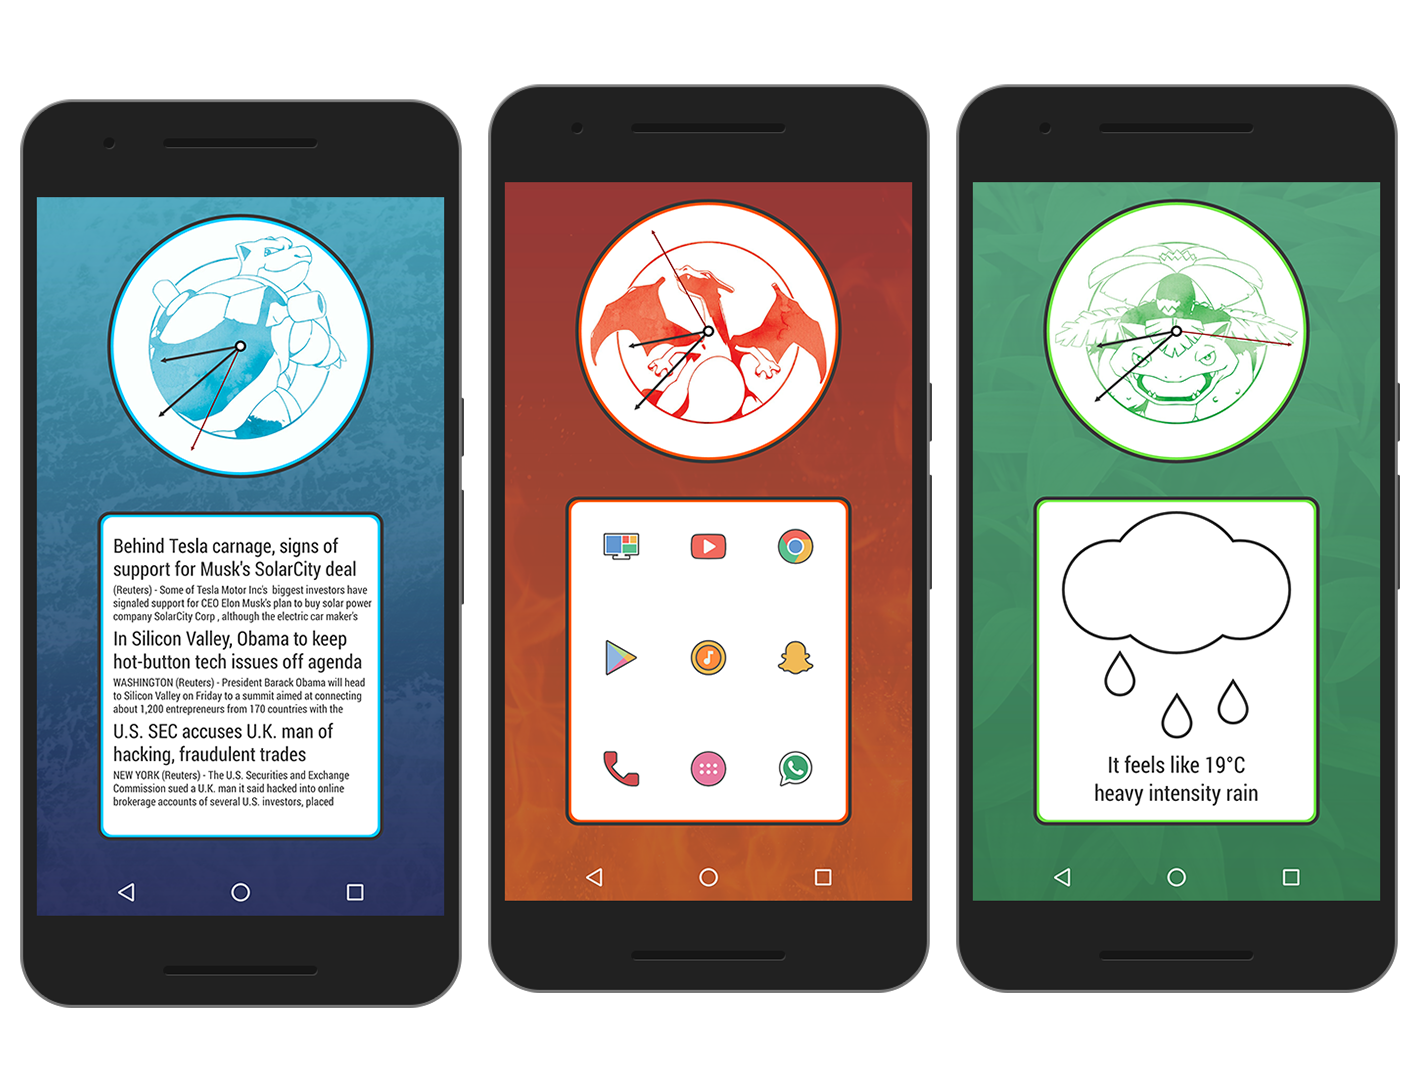 Behind Tesla carnage, signs of
support for Musk's SolarCity deal
(Reuters) - Some of Tesla Motor Inc's biggest investors have
signaled support for CEO Elon Musk's plan to buy solar power
company SolarCity Corp , although the electric car maker's
In Silicon Valley, Obama to keep
hot-button tech issues off agenda
WASHINGTON (Reuters) - President Barack Obama will head
to Silicon Valley on Friday to a summit aimed at connecting
about 1,200 entrepreneurs from 170 countries with the
U.S. SEC accuses U.K. man of
hacking, fraudulent trades
NEW YORK (Reuters) - The U.S. Securities and Exchange
Commission sued a U.K. man it said hacked into online
brokerage accounts of several U.S. investors, placed
It feels like 19°C
heavy intensity rain